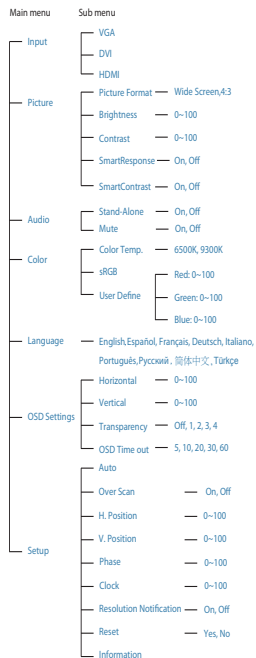 Main menu Sub menu
Input
VGA
DVI
HDMI
Picture
Picture Format Wide Screen,4:3
Brightness 0~100
Contrast 0~100
SmartResponse On, Off
SmartContrast On, Off
Audio
Stand-Alone On, Off
Mute On, Off
Color
Color Temp. 6500K, 9300K
sRGB
User Define
Red: 0~100
Green: 0~100
Blue: 0~100
Language
English,Español, Français, Deutsch, Italiano,
Português,Русский, 简体中文,Türkçe
OSD Settings
Horizontal 0~100
Vertical 0~100
Transparency Off, 1, 2, 3, 4
OSD Time out 5, 10, 20, 30, 60
Setup
Auto
Over Scan On, Off
H. Position 0~100
V. Position 0~100
Phase 0~100
Clock 0~100
Resolution Notification On, Off
Reset Yes, No
Information